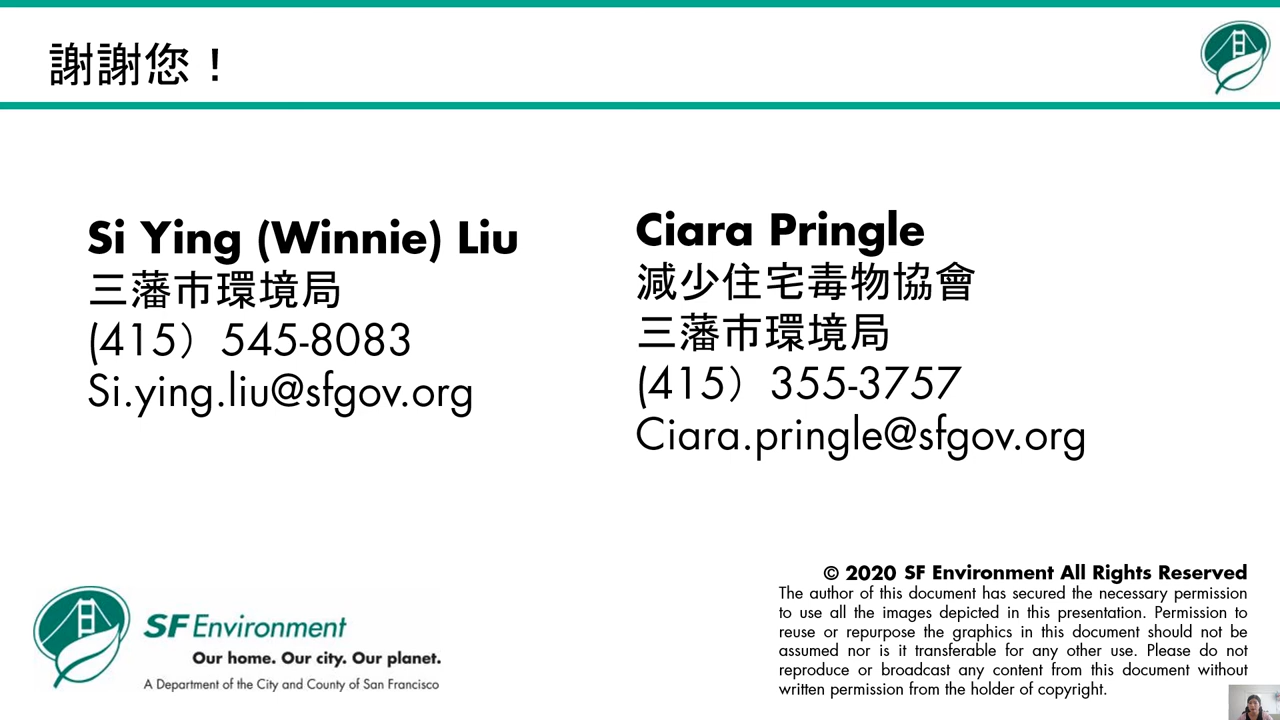 謝謝您！
Si Ying (Winnie) Liu
三藩市環境局
(415）545-8083
Si.ying.liu@sfgov.org
Ciara Pringle
減少住宅毒物協會
三藩市環境局
(415）355-3757
Ciara.pringle@sfgov.org
SF Environment
Our home. Our city. Our planet.
A Department of the City and County of San Francisco
© 2020 SF Environment All Rights Reserved
The author of this document has secured the necessary permission
to use all the images depicted in this presentation. Permission to
reuse or repurpose the graphics in this document should not be
assumed nor is it transferable for any other use. Please do not
reproduce or broadcast any content from this document without
written permission from the holder of copyright.